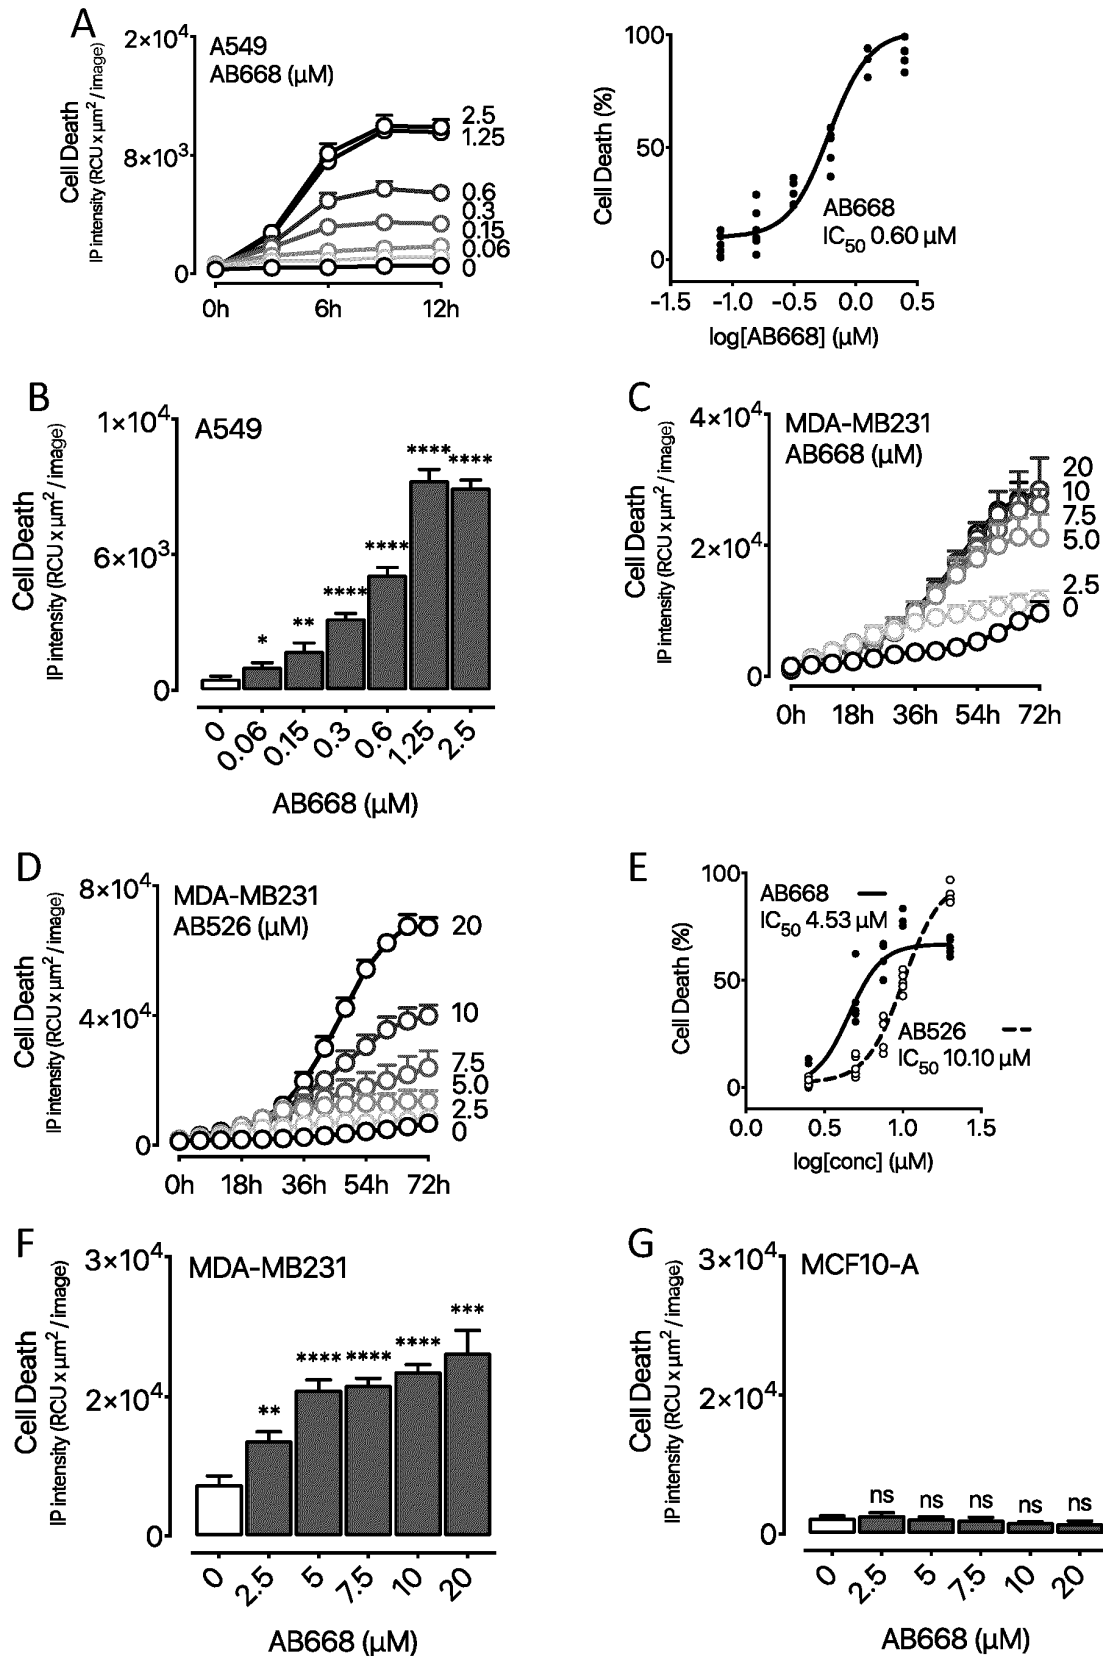 A
Cell Death
IP intensity (RCU x µm² / image)
2×10⁴
8×10³
0
A549
AB668 (µM)
2.5
1.25
0.6
0.3
0.15
0.06
0
0h 6h 12h
Cell Death (%)
100
50
0
AB668
IC₅₀ 0.60 µM
-1.5 -1.0 -0.5 0.0 0.5
log[AB668] (µM)
B
Cell Death
IP intensity (RCU x µm² / image)
1×10⁴
6×10³
0
A549
* ** **** **** **** ****
0 0.06 0.15 0.3 0.6 1.25 2.5
AB668 (µM)
C
Cell Death
IP intensity (RCU x µm² / image)
4×10⁴
2×10⁴
0
MDA-MB231
AB668 (µM)
20
10
7.5
5.0
2.5
0
0h 18h 36h 54h 72h
D
Cell Death
IP intensity (RCU x µm² / image)
8×10⁴
4×10⁴
0
MDA-MB231
AB526 (µM)
20
10
7.5
5.0
2.5
0
0h 18h 36h 54h 72h
E
Cell Death (%)
100
50
0
AB668
IC₅₀ 4.53 µM
AB526
IC₅₀ 10.10 µM
0.0 0.5 1.0 1.5
log[conc] (µM)
F
Cell Death
IP intensity (RCU x µm² / image)
3×10⁴
2×10⁴
0
MDA-MB231
** **** **** **** ***
0 2.5 5 7.5 10 20
AB668 (µM)
G
Cell Death
IP intensity (RCU x µm² / image)
3×10⁴
2×10⁴
0
MCF10-A
ns ns ns ns ns
0 2.5 5 7.5 10 20
AB668 (µM)